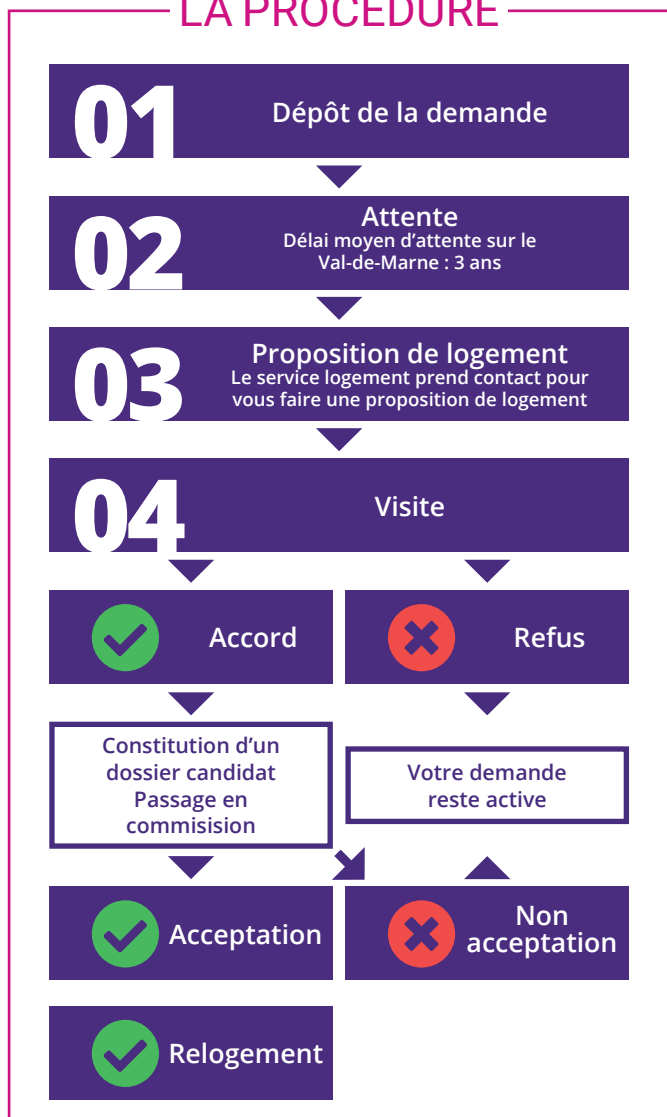 LA PROCÉDURE
01
Dépôt de la demande
02
Attente
Délai moyen d’attente sur le
Val-de-Marne : 3 ans
03
Proposition de logement
Le service logement prend contact pour
vous faire une proposition de logement
04
Visite
Accord
Refus
Constitution d’un
dossier candidat
Passage en
commisision
Votre demande
reste active
Acceptation
Non
acceptation
Relogement